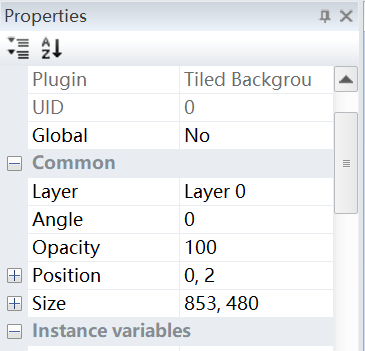 Properties
Plugin Tiled Backgrou
UID 0
Global No
Common
Layer Layer 0
Angle 0
Opacity 100
Position 0, 2
Size 853, 480
Instance variables